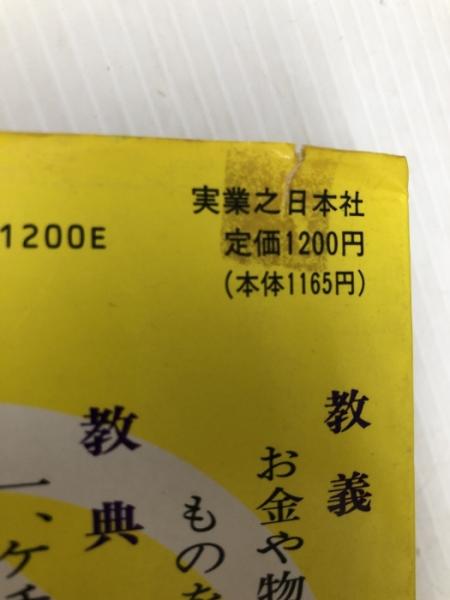 実業之日本社
1200E
定価1200円
(本体1165円)
教義
お金や物
ものを
教典
一、ケチ